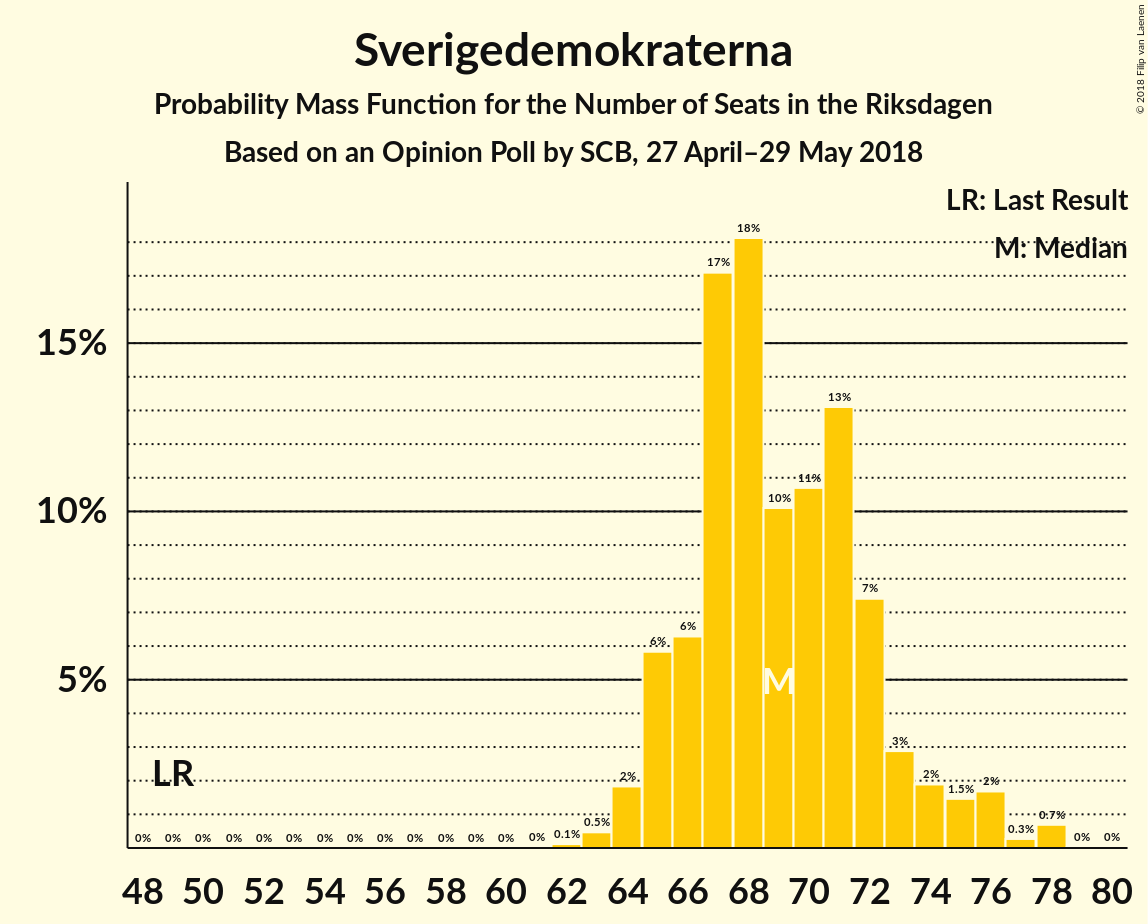 © 2018 Filip van Laenen
Sverigedemokraterna
Probability Mass Function for the Number of Seats in the Riksdagen
Based on an Opinion Poll by SCB, 27 April–29 May 2018
LR: Last Result
M: Median
18%
17%
15%
13%
11%
10%
10%
7%
6%
6%
5%
M
3%
LR
2%
2%
2%
1.5%
0.7%
0.5%
0.3%
0.1%
0% 0% 0% 0% 0% 0% 0% 0% 0% 0% 0% 0% 0% 0% 0% 0%
48 50 52 54 56 58 60 62 64 66 68 70 72 74 76 78 80